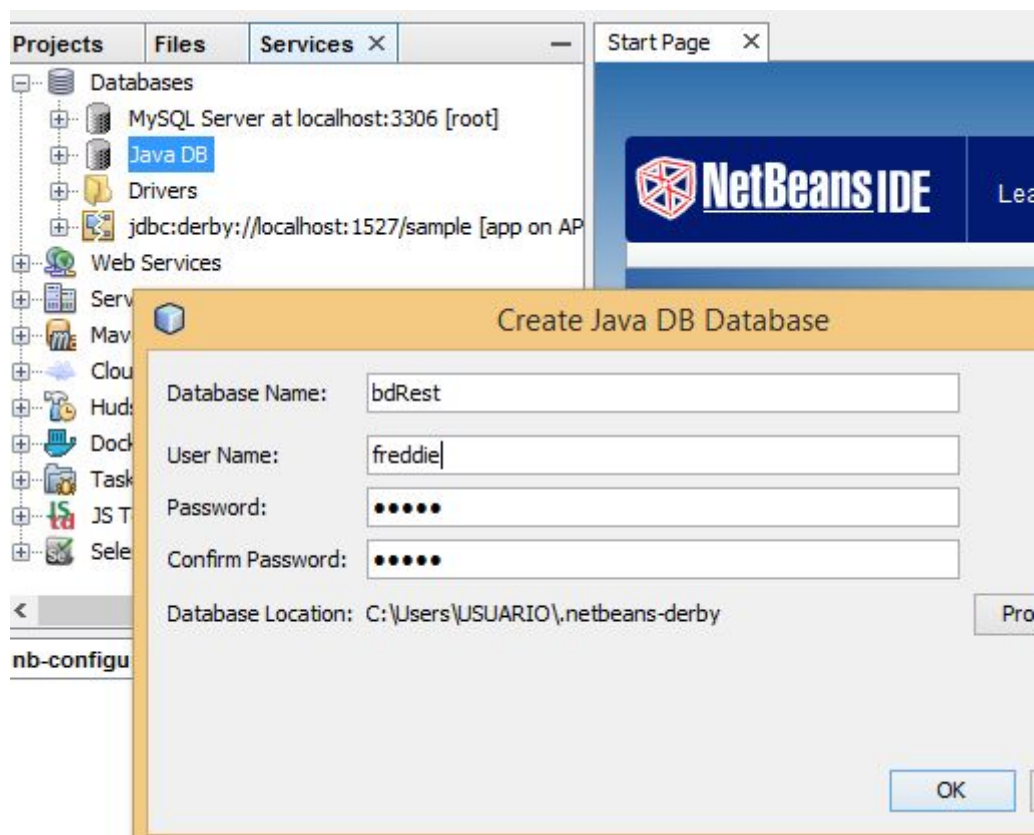 Projects
Files
Services
Start Page
Databases
MySQL Server at localhost:3306 [root]
Java DB
Drivers
jdbc:derby://localhost:1527/sample [app on AP
Web Services
Serv
Mav
Clou
Hud
Dock
Task
JS T
Sele
nb-configu
NetBeans IDE
Lea
Create Java DB Database
Database Name: bdRest
User Name: freddie
Password: •••••
Confirm Password: •••••
Database Location: C:\Users\USUARIO\.netbeans-derby
Pro
OK